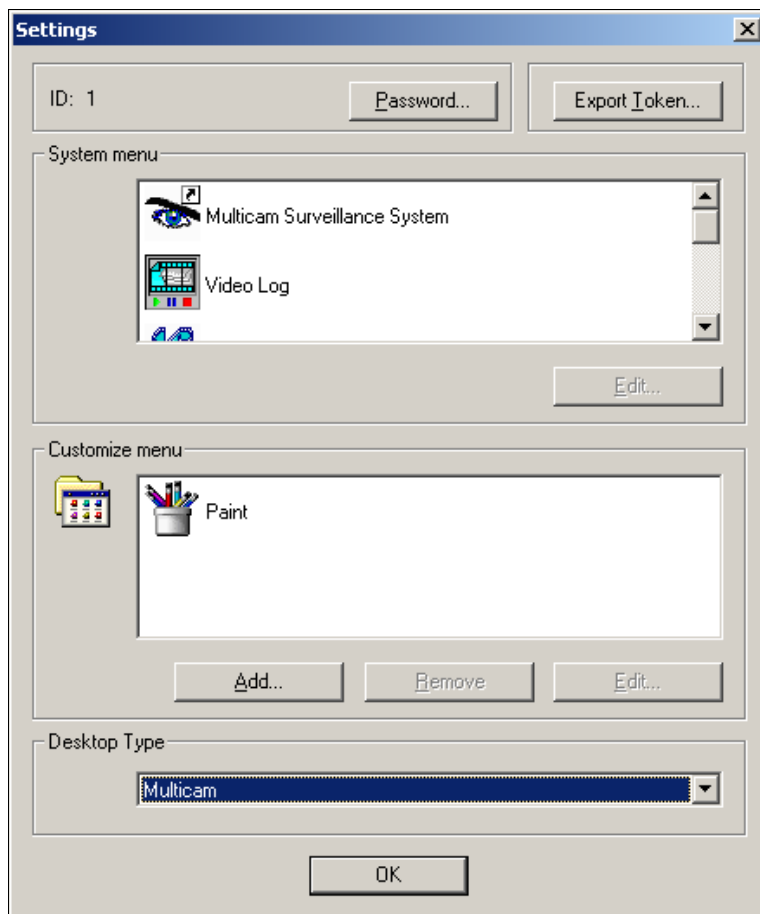 Settings
ID: 1
Password...
Export Token...
System menu
Multicam Surveillance System
Video Log
Edit...
Customize menu
Paint
Add...
Remove
Edit...
Desktop Type
Multicam
OK